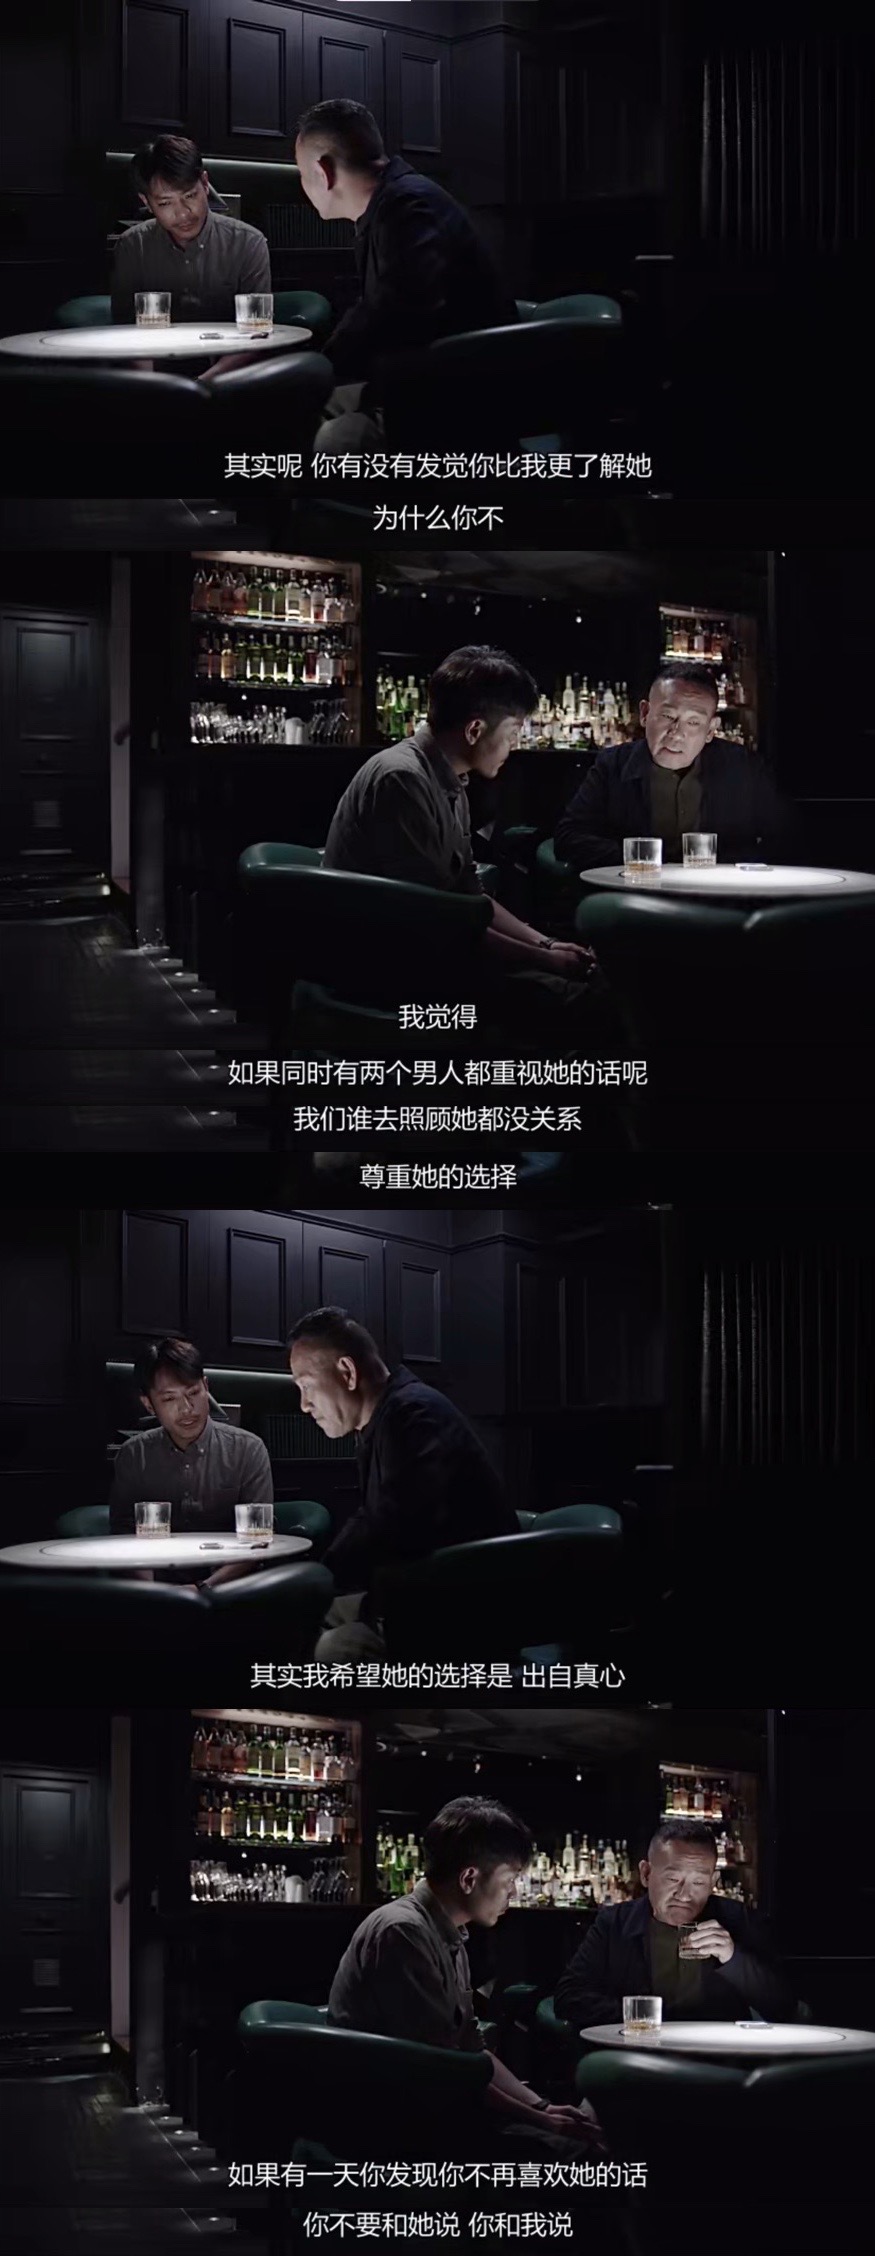 其实呢 你有没有发觉你比我更了解她
为什么你不
我觉得
如果同时有两个男人都重视她的话呢
我们谁去照顾她都没关系
尊重她的选择
其实我希望她的选择是 出自真心
如果有一天你发现你不再喜欢她的话
你不要和她说 你和我说